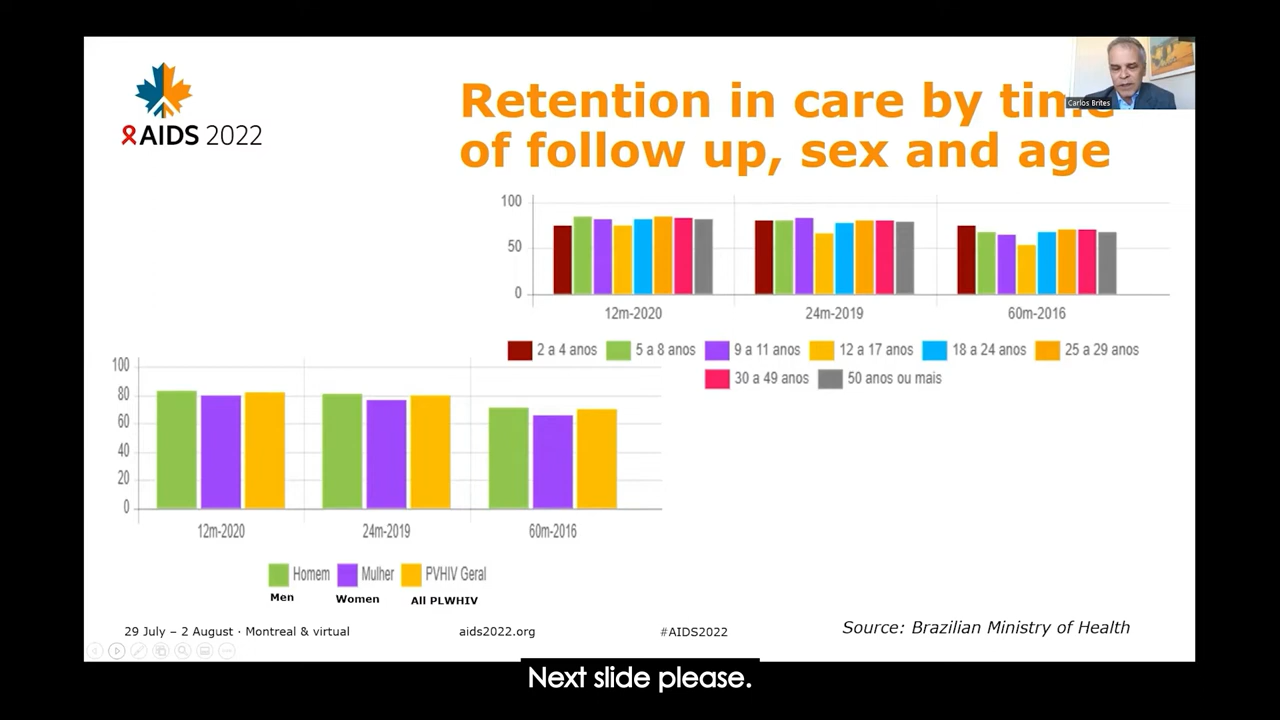 AIDS 2022
Retention in care by time
of follow up, sex and age
Carlos Brites
100
50
0
12m-2020 24m-2019 60m-2016
2 a 4 anos 5 a 8 anos 9 a 11 anos 12 a 17 anos 18 a 24 anos 25 a 29 anos
30 a 49 anos 50 anos ou mais
100
80
60
40
20
0
12m-2020 24m-2019 60m-2016
Homem Mulher PVHIV Geral
Men Women All PLWHIV
29 July – 2 August · Montreal & virtual aids2022.org #AIDS2022 Source: Brazilian Ministry of Health
Next slide please.